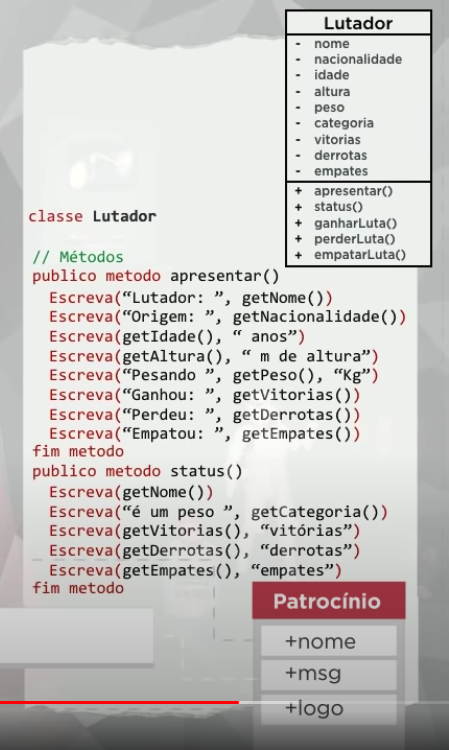 Lutador
- nome
- nacionalidade
- idade
- altura
- peso
- categoria
- vitorias
- derrotas
- empates
+ apresentar()
+ status()
+ ganharLuta()
+ perderLuta()
+ empatarLuta()
classe Lutador
// Métodos
publico metodo apresentar()
Escreva(“Lutador: ”, getNome())
Escreva(“Origem: ”, getNacionalidade())
Escreva(getIdade(), “ anos”)
Escreva(getAltura(), “ m de altura”)
Escreva(“Pesando ”, getPeso(), “Kg”)
Escreva(“Ganhou: ”, getVitorias())
Escreva(“Perdeu: ”, getDerrotas())
Escreva(“Empatou: ”, getEmpates())
fim metodo
publico metodo status()
Escreva(getNome())
Escreva(“é um peso ”, getCategoria())
Escreva(getVitorias(), “vitórias”)
Escreva(getDerrotas(), “derrotas”)
Escreva(getEmpates(), “empates”)
fim metodo
Patrocínio
+nome
+msg
+logo